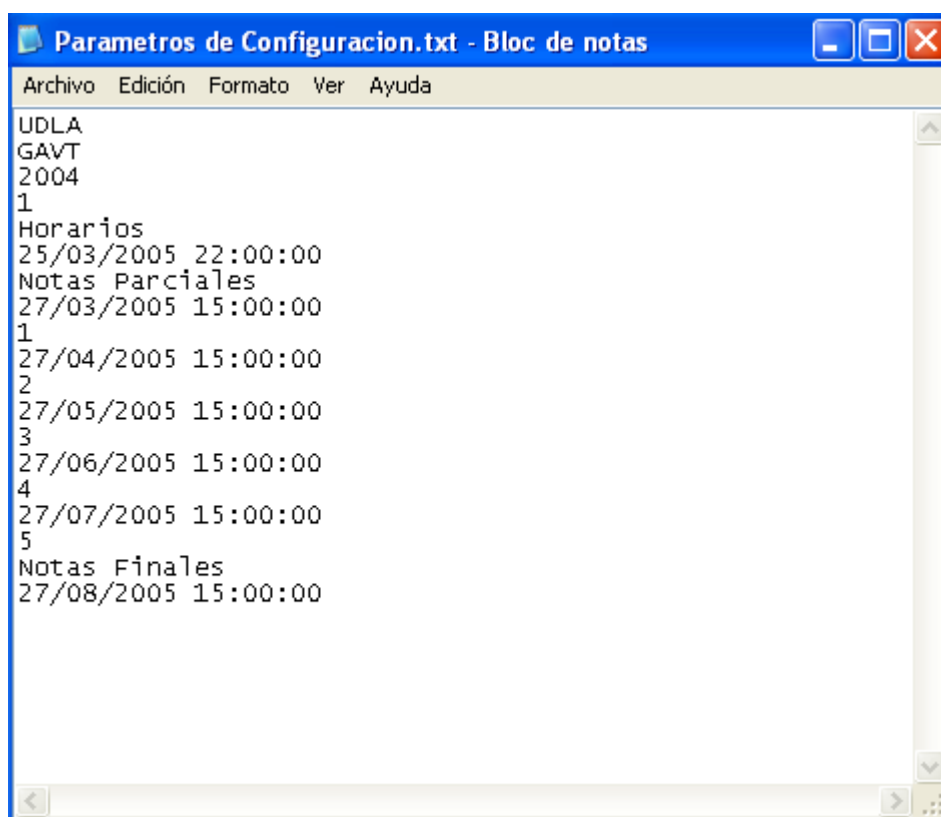 Parametros de Configuracion.txt - Bloc de notas
Archivo Edición Formato Ver Ayuda
UDLA
GAVT
2004
1
Horarios
25/03/2005 22:00:00
Notas Parciales
27/03/2005 15:00:00
1
27/04/2005 15:00:00
2
27/05/2005 15:00:00
3
27/06/2005 15:00:00
4
27/07/2005 15:00:00
5
Notas Finales
27/08/2005 15:00:00